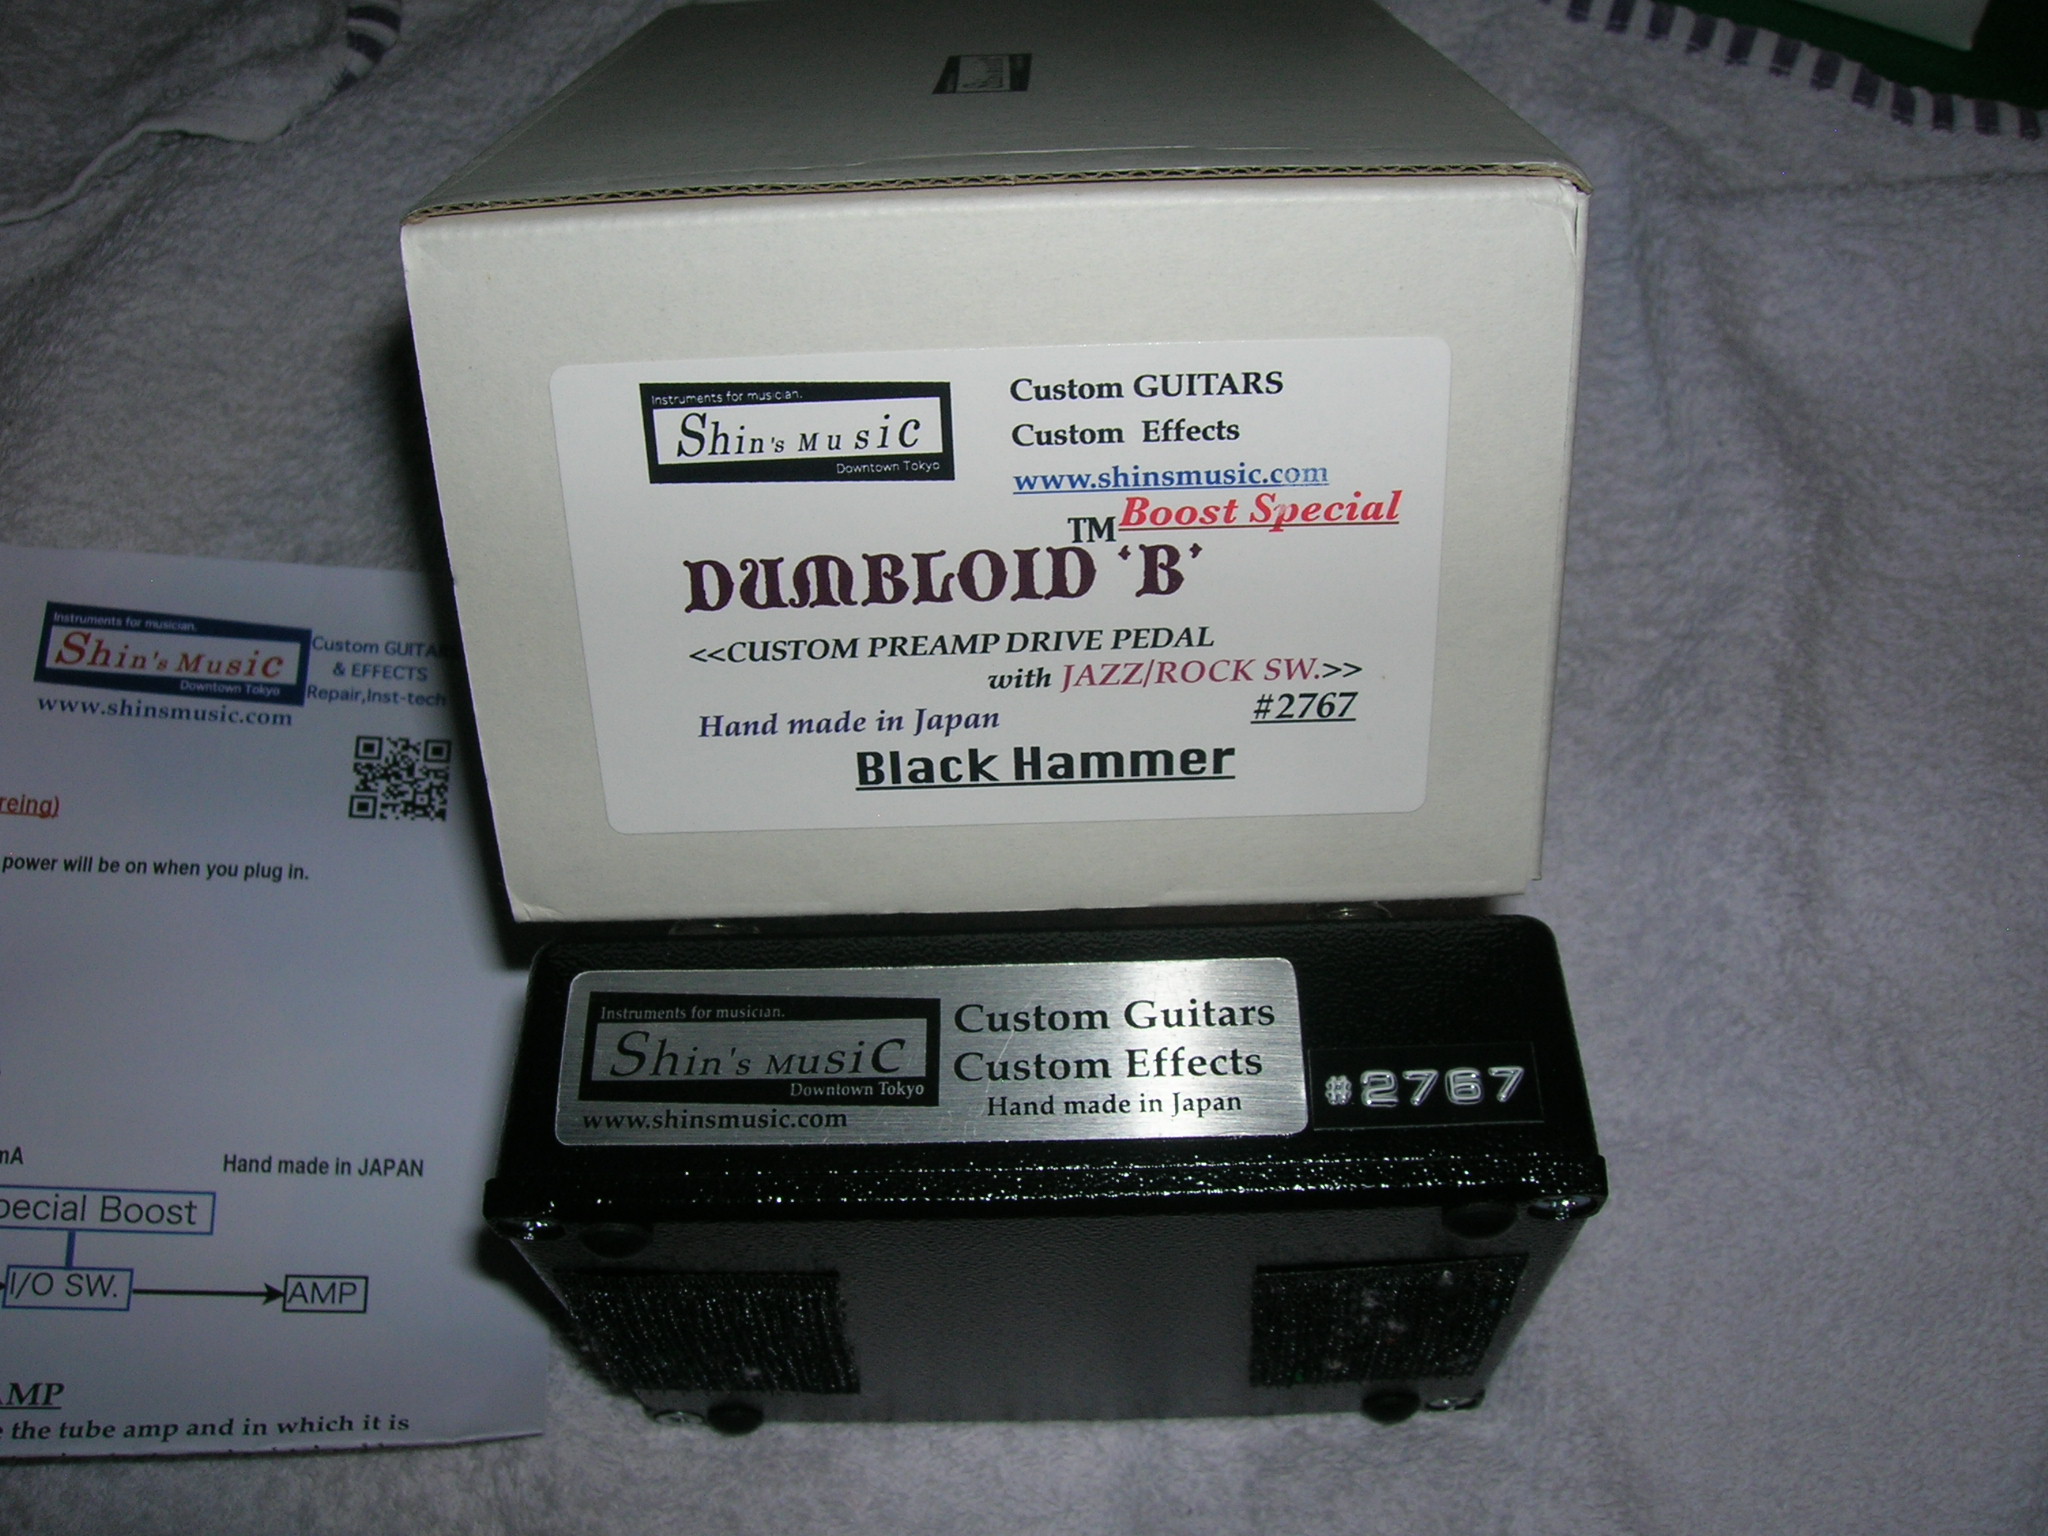 Instruments for musician.
Shin's Music
Downtown Tokyo
Custom GUITARS
Custom Effects
www.shinsmusic.com
Boost Special
TM
DUMBLOID 'B'
<<CUSTOM PREAMP DRIVE PEDAL
with JAZZ/ROCK SW.>>
#2767
Hand made in Japan
Black Hammer
Instruments for musician.
Shin's Music
Downtown Tokyo
www.shinsmusic.com
Custom Guitars
Custom Effects
Hand made in Japan
#2767
Instruments for musician.
Shin's Music
Downtown Tokyo
www.shinsmusic.com
Custom
& EFFECTS
Repair,Inst-tech
power will be on when you plug in.
mA
Hand made in JAPAN
Boost
I/O SW.
AMP
the tube amp and in which it is